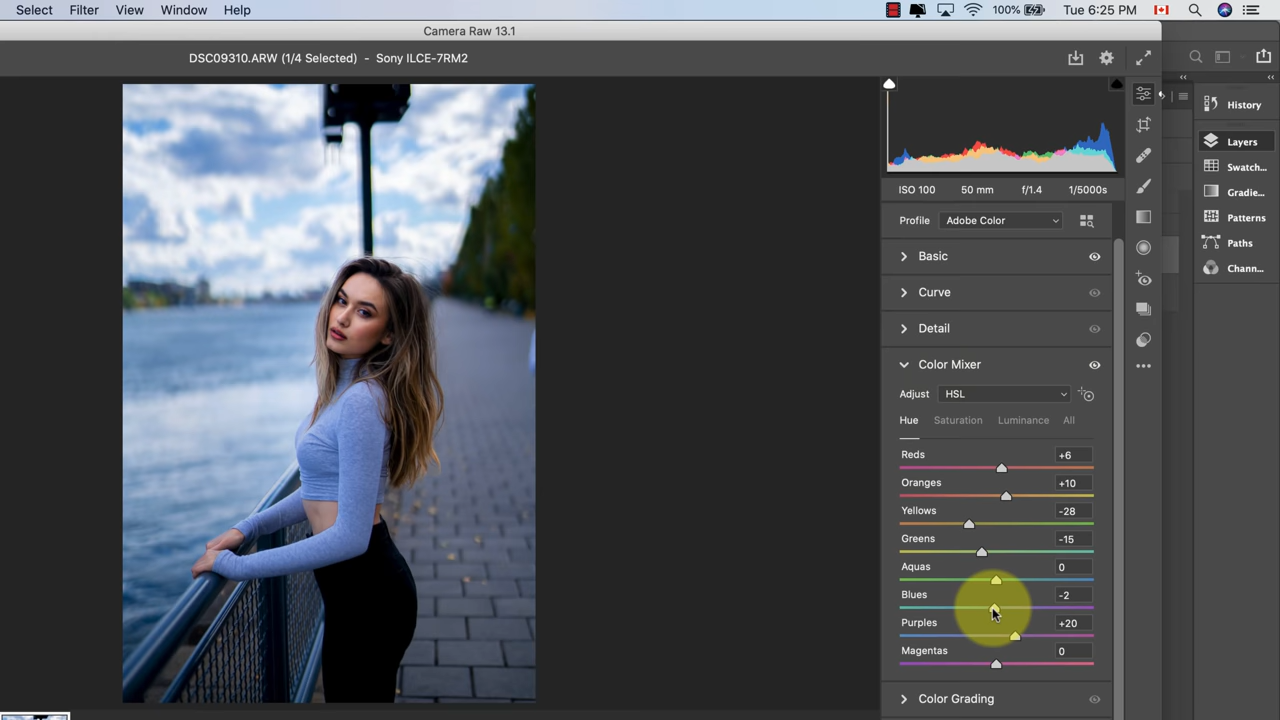 Select Filter View Window Help 100% Tue 6:25 PM
Camera Raw 13.1
DSC09310.ARW (1/4 Selected) - Sony ILCE-7RM2
History
Layers
Swatch...
Gradie...
Patterns
Paths
Chann...
ISO 100 50 mm f/1.4 1/5000s
Profile Adobe Color
Basic
Curve
Detail
Color Mixer
Adjust HSL
Hue Saturation Luminance All
Reds +6
Oranges +10
Yellows -28
Greens -15
Aquas 0
Blues -2
Purples +20
Magentas 0
Color Grading